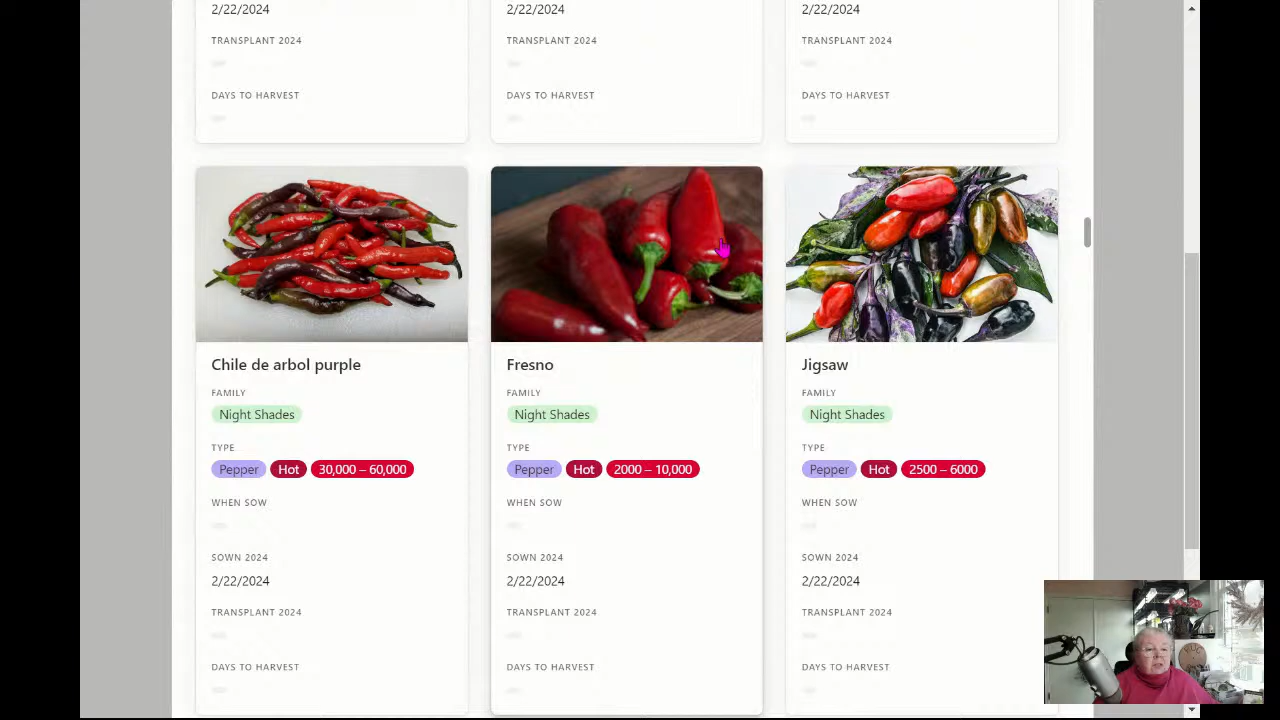 2/22/2024 2/22/2024 2/22/2024
TRANSPLANT 2024 TRANSPLANT 2024 TRANSPLANT 2024
DAYS TO HARVEST DAYS TO HARVEST DAYS TO HARVEST
Chile de arbol purple Fresno Jigsaw
FAMILY FAMILY FAMILY
Night Shades Night Shades Night Shades
TYPE TYPE TYPE
Pepper Hot 30,000 – 60,000 Pepper Hot 2000 – 10,000 Pepper Hot 2500 – 6000
WHEN SOW WHEN SOW WHEN SOW
SOWN 2024 SOWN 2024 SOWN 2024
2/22/2024 2/22/2024 2/22/2024
TRANSPLANT 2024 TRANSPLANT 2024 TRANSPLANT 2024
DAYS TO HARVEST DAYS TO HARVEST DAYS TO HARVEST